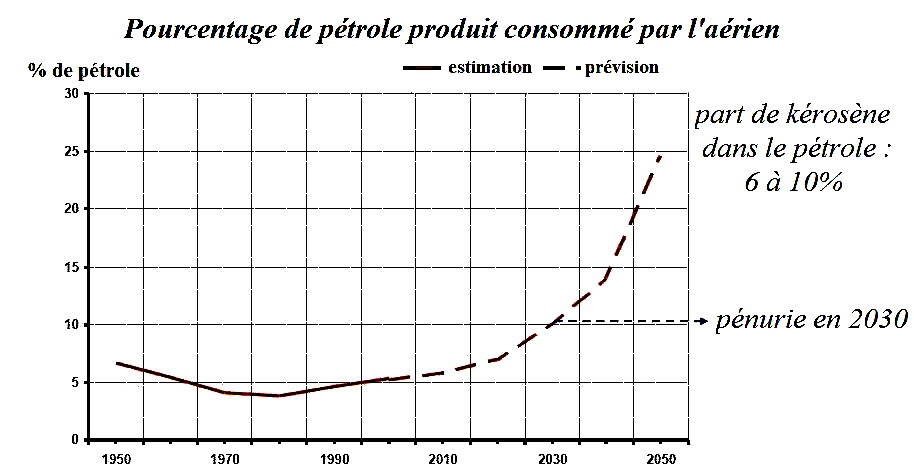 Pourcentage de pétrole produit consommé par l'aérien
% de pétrole
estimation
prévision
30
25
20
15
10
5
0
1950
1970
1990
2010
2030
2050
part de kérosène
dans le pétrole :
6 à 10%
pénurie en 2030